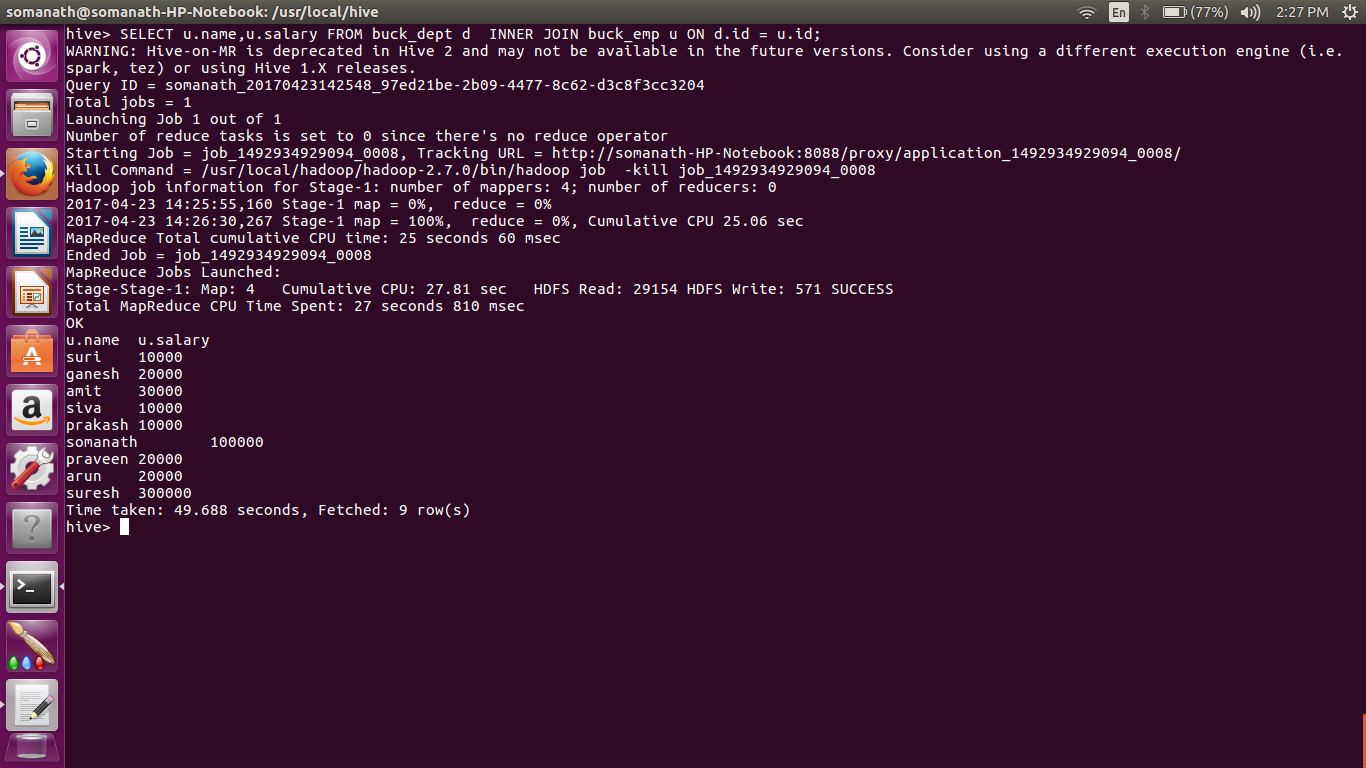 somanath@somanath-HP-Notebook: /usr/local/hive
En (77%) 2:27 PM
hive> SELECT u.name,u.salary FROM buck_dept d  INNER JOIN buck_emp u ON d.id = u.id;
WARNING: Hive-on-MR is deprecated in Hive 2 and may not be available in the future versions. Consider using a different execution engine (i.e.
spark, tez) or using Hive 1.X releases.
Query ID = somanath_20170423142548_97ed21be-2b09-4477-8c62-d3c8f3cc3204
Total jobs = 1
Launching Job 1 out of 1
Number of reduce tasks is set to 0 since there's no reduce operator
Starting Job = job_1492934929094_0008, Tracking URL = http://somanath-HP-Notebook:8088/proxy/application_1492934929094_0008/
Kill Command = /usr/local/hadoop/hadoop-2.7.0/bin/hadoop job  -kill job_1492934929094_0008
Hadoop job information for Stage-1: number of mappers: 4; number of reducers: 0
2017-04-23 14:25:55,160 Stage-1 map = 0%,  reduce = 0%
2017-04-23 14:26:30,267 Stage-1 map = 100%,  reduce = 0%, Cumulative CPU 25.06 sec
MapReduce Total cumulative CPU time: 25 seconds 60 msec
Ended Job = job_1492934929094_0008
MapReduce Jobs Launched:
Stage-Stage-1: Map: 4   Cumulative CPU: 27.81 sec   HDFS Read: 29154 HDFS Write: 571 SUCCESS
Total MapReduce CPU Time Spent: 27 seconds 810 msec
OK
u.name  u.salary
suri    10000
ganesh  20000
amit    30000
siva    10000
prakash 10000
somanath        100000
praveen 20000
arun    20000
suresh  300000
Time taken: 49.688 seconds, Fetched: 9 row(s)
hive>